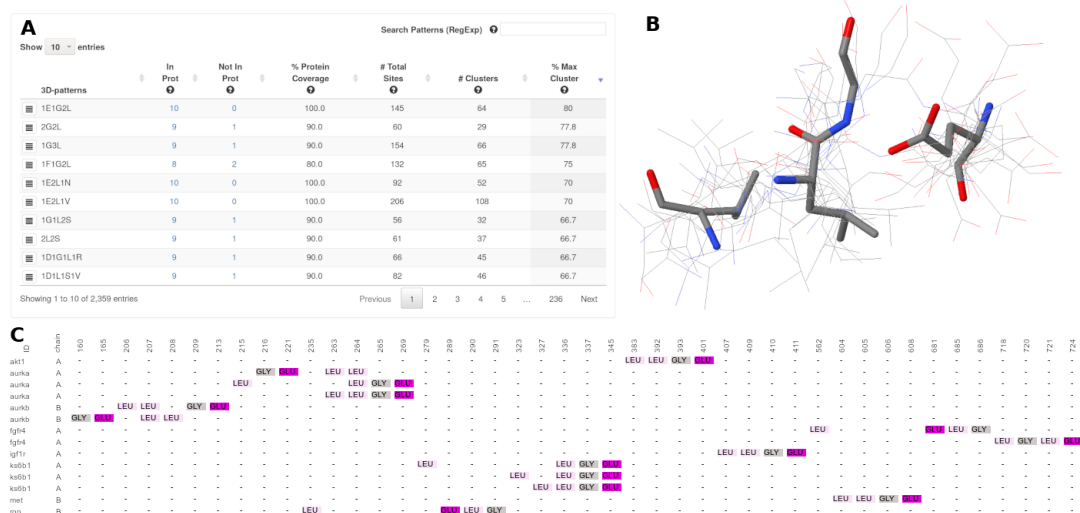 A
Search Patterns (RegExp)
Show 10 entries
In Not In % Protein # Total % Max
Prot Prot Coverage Sites # Clusters Cluster
3D-patterns
1E1G2L 10 0 100.0 145 64 80
2G2L 9 1 90.0 60 29 77.8
1G3L 9 1 90.0 154 66 77.8
1F1G2L 8 2 80.0 132 65 75
1E2L1N 10 0 100.0 92 52 70
1E2L1V 10 0 100.0 206 108 70
1G1L2S 9 1 90.0 56 32 66.7
2L2S 9 1 90.0 61 37 66.7
1D1G1L1R 9 1 90.0 66 45 66.7
1D1L1S1V 9 1 90.0 82 46 66.7
Showing 1 to 10 of 2,359 entries
Previous 1 2 3 4 5 ... 236 Next
B
C
ID chain 160 165 206 207 208 209 213 215 216 221 235 263 264 265 269 279 289 290 291 323 327 336 337 345 383 392 393 401 407 409 410 411 562 604 605 606 608 681 685 686 718 720 721 724
akt1 A LEU LEU GLY GLU
aurka A GLY GLU LEU LEU
aurka A LEU LEU GLY GLU
aurka A LEU LEU GLY GLU
aurkb B LEU LEU GLY GLU
aurkb B GLY GLU LEU LEU
fgfr4 A LEU GLU LEU GLY
fgfr4 A LEU GLY LEU GLU
igf1r A LEU LEU GLY GLU
ks6b1 A LEU LEU GLY GLU
ks6b1 A LEU LEU GLY GLU
ks6b1 A LEU LEU GLY GLU
met B LEU LEU GLY GLU
B LEU GLU LEU GLY